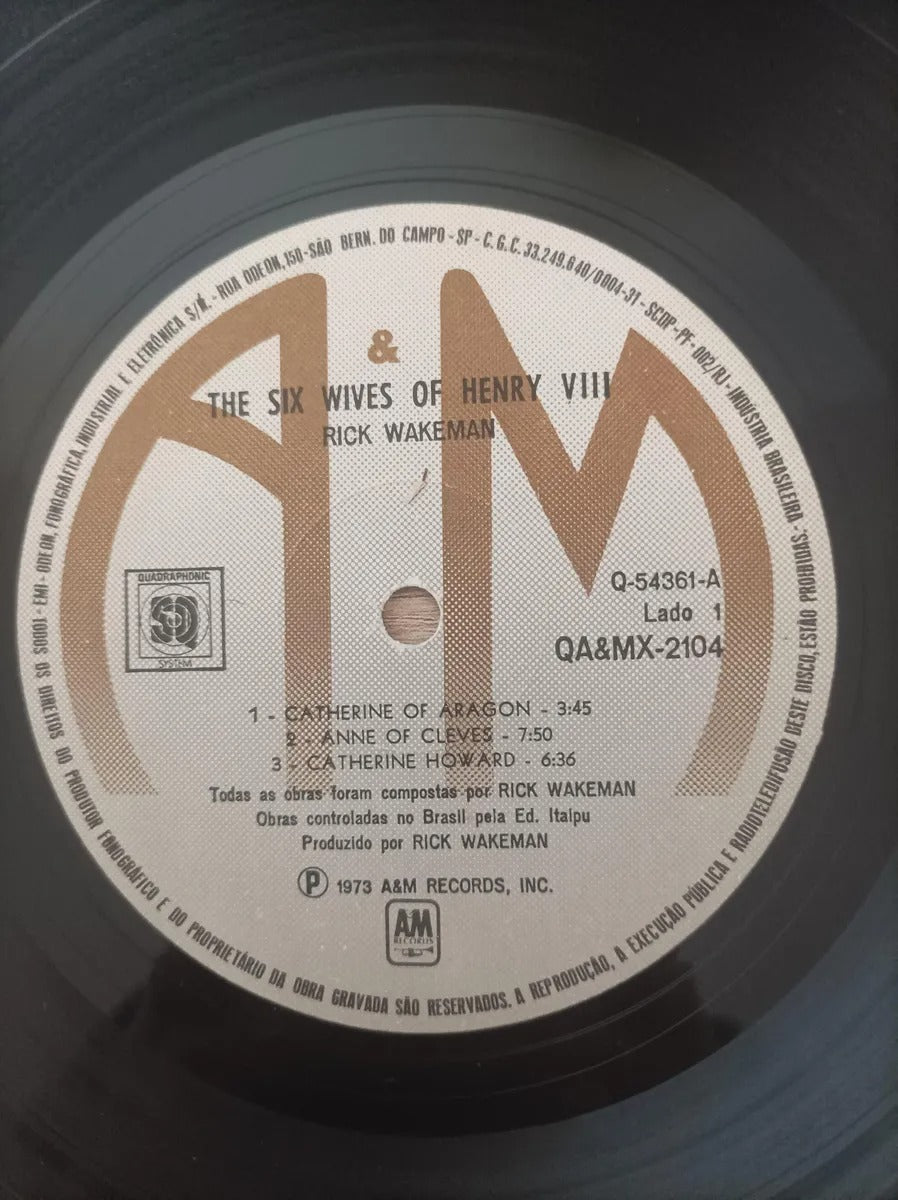 TODOS OS DIREITOS DO PRODUTOR FONOGRÁFICO E DO PROPRIETÁRIO DA OBRA GRAVADA SÃO RESERVADOS. A REPRODUÇÃO, A EXECUÇÃO PÚBLICA E RADIOTELEDIFUSÃO DESTE DISCO, ESTÃO PROIBIDAS.
EMI - ODEON, FONOGRÁFICA, INDUSTRIAL E ELETRÔNICA S/A. - RUA ODEON, 150 - SÃO BERN. DO CAMPO - SP - C.G.C. 33.249.640/0004-31 - SCDP-PF-002/RJ - INDÚSTRIA BRASILEIRA -
A & M
THE SIX WIVES OF HENRY VIII
RICK WAKEMAN
QUADRAPHONIC
SQ
SYSTEM
Q-54361-A
Lado 1
QA&MX-2104
1 - CATHERINE OF ARAGON - 3:45
2 - ANNE OF CLEVES - 7:50
3 - CATHERINE HOWARD - 6:36
Todas as obras foram compostas por RICK WAKEMAN
Obras controladas no Brasil pela Ed. Itaipu
Produzido por RICK WAKEMAN
Ⓟ 1973 A&M RECORDS, INC.
AM
RECORDS